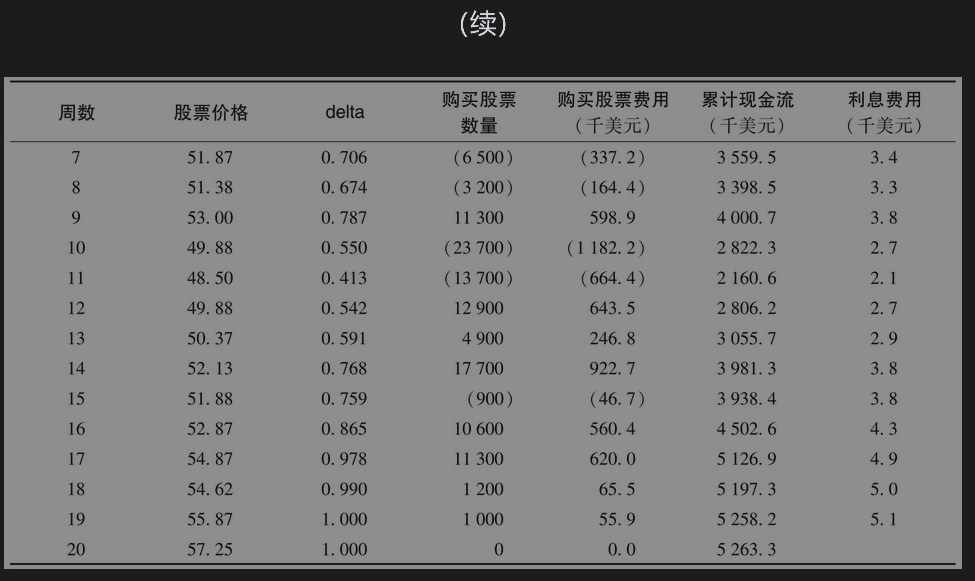 (续)
周数 股票价格 delta 购买股票数量 购买股票费用(千美元) 累计现金流(千美元) 利息费用(千美元)
7 51.87 0.706 (6 500) (337.2) 3 559.5 3.4
8 51.38 0.674 (3 200) (164.4) 3 398.5 3.3
9 53.00 0.787 11 300 598.9 4 000.7 3.8
10 49.88 0.550 (23 700) (1 182.2) 2 822.3 2.7
11 48.50 0.413 (13 700) (664.4) 2 160.6 2.1
12 49.88 0.542 12 900 643.5 2 806.2 2.7
13 50.37 0.591 4 900 246.8 3 055.7 2.9
14 52.13 0.768 17 700 922.7 3 981.3 3.8
15 51.88 0.759 (900) (46.7) 3 938.4 3.8
16 52.87 0.865 10 600 560.4 4 502.6 4.3
17 54.87 0.978 11 300 620.0 5 126.9 4.9
18 54.62 0.990 1 200 65.5 5 197.3 5.0
19 55.87 1.000 1 000 55.9 5 258.2 5.1
20 57.25 1.000 0 0.0 5 263.3